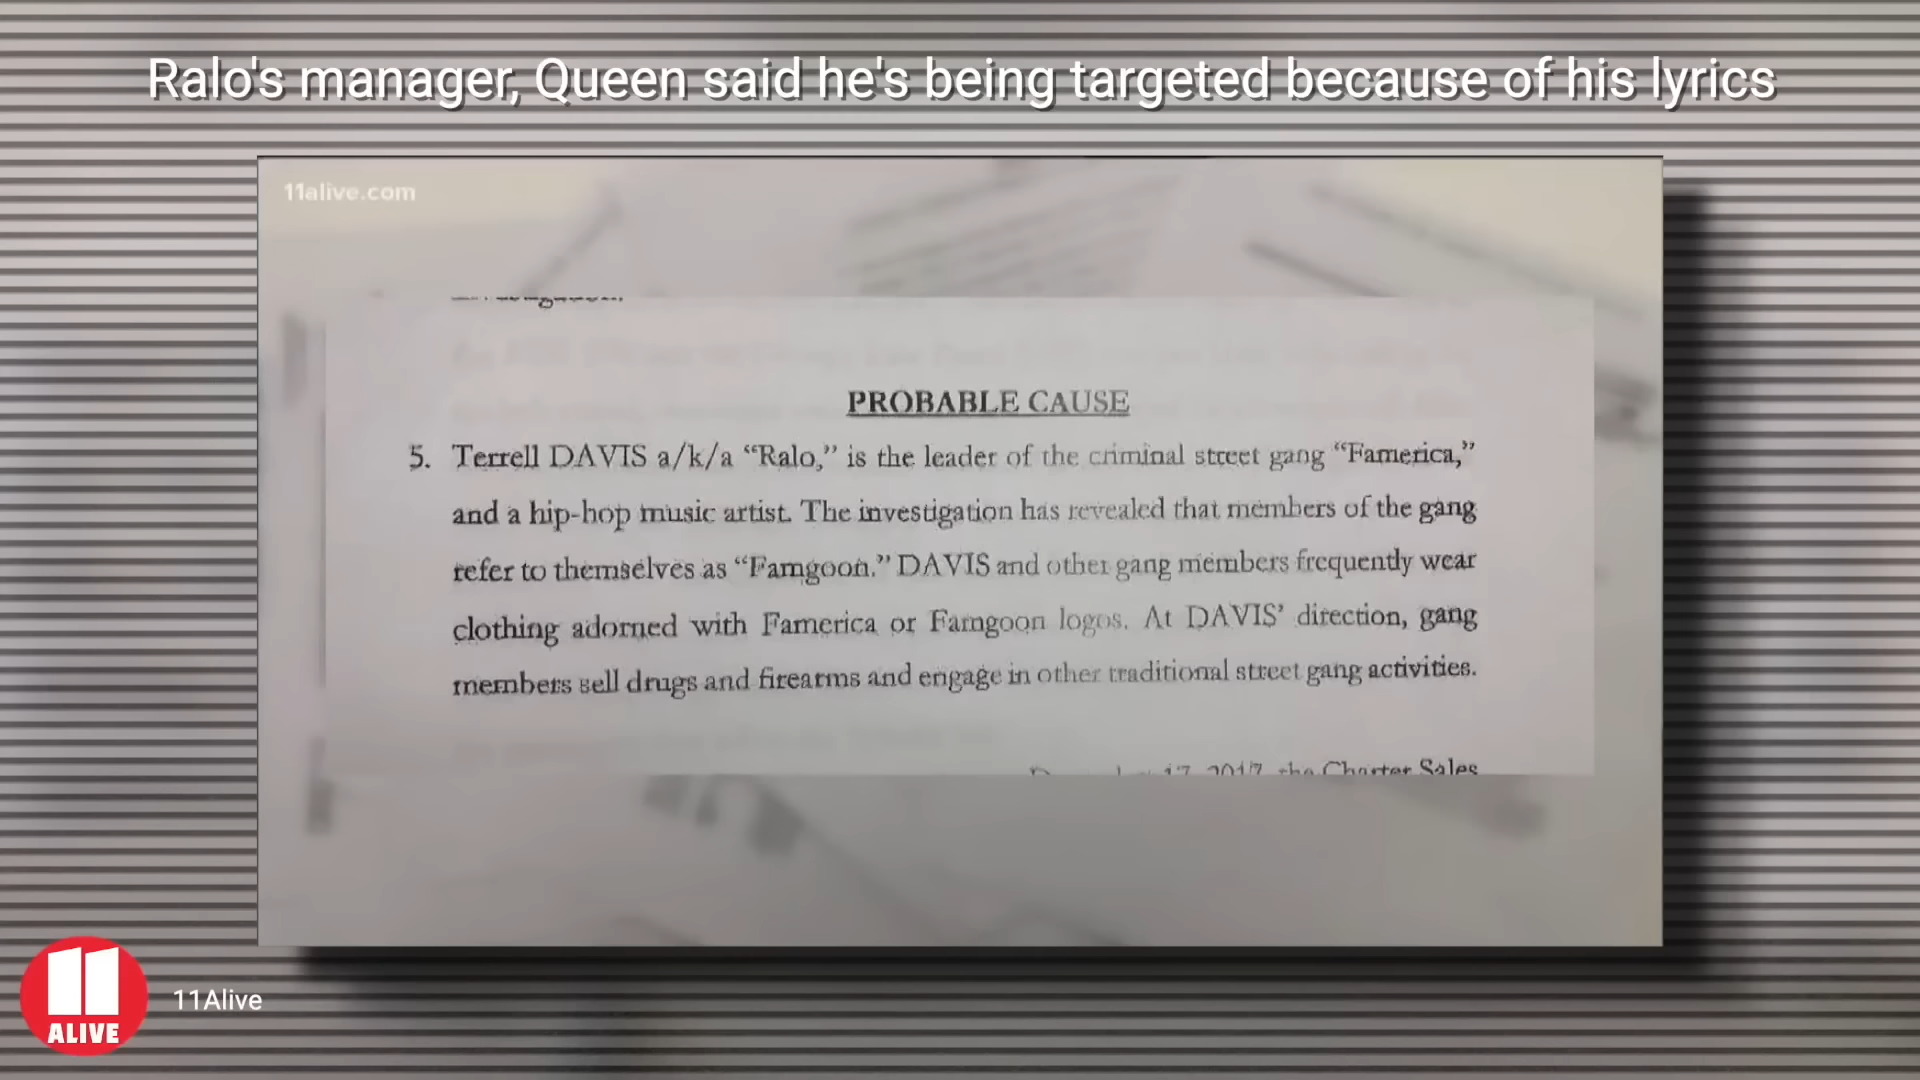 Ralo's manager, Queen said he's being targeted because of his lyrics
11alive.com
PROBABLE CAUSE
5. Terrell DAVIS a/k/a “Ralo,” is the leader of the criminal street gang “Famerica,”
and a hip-hop music artist. The investigation has revealed that members of the gang
refer to themselves as “Famgoon.” DAVIS and other gang members frequently wear
clothing adorned with Famerica or Famgoon logos. At DAVIS’ direction, gang
members sell drugs and firearms and engage in other traditional street gang activities.
17, 2017, the Charter Sales
11
ALIVE
11Alive